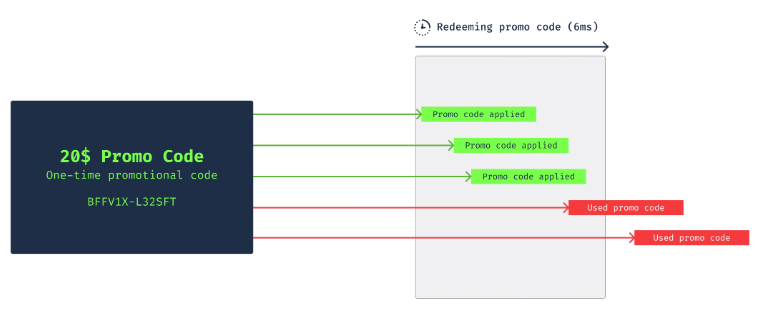 Redeeming promo code (6ms)
20$ Promo Code
One-time promotional code
BFFV1X-L32SFT
Promo code applied
Promo code applied
Promo code applied
Used promo code
Used promo code